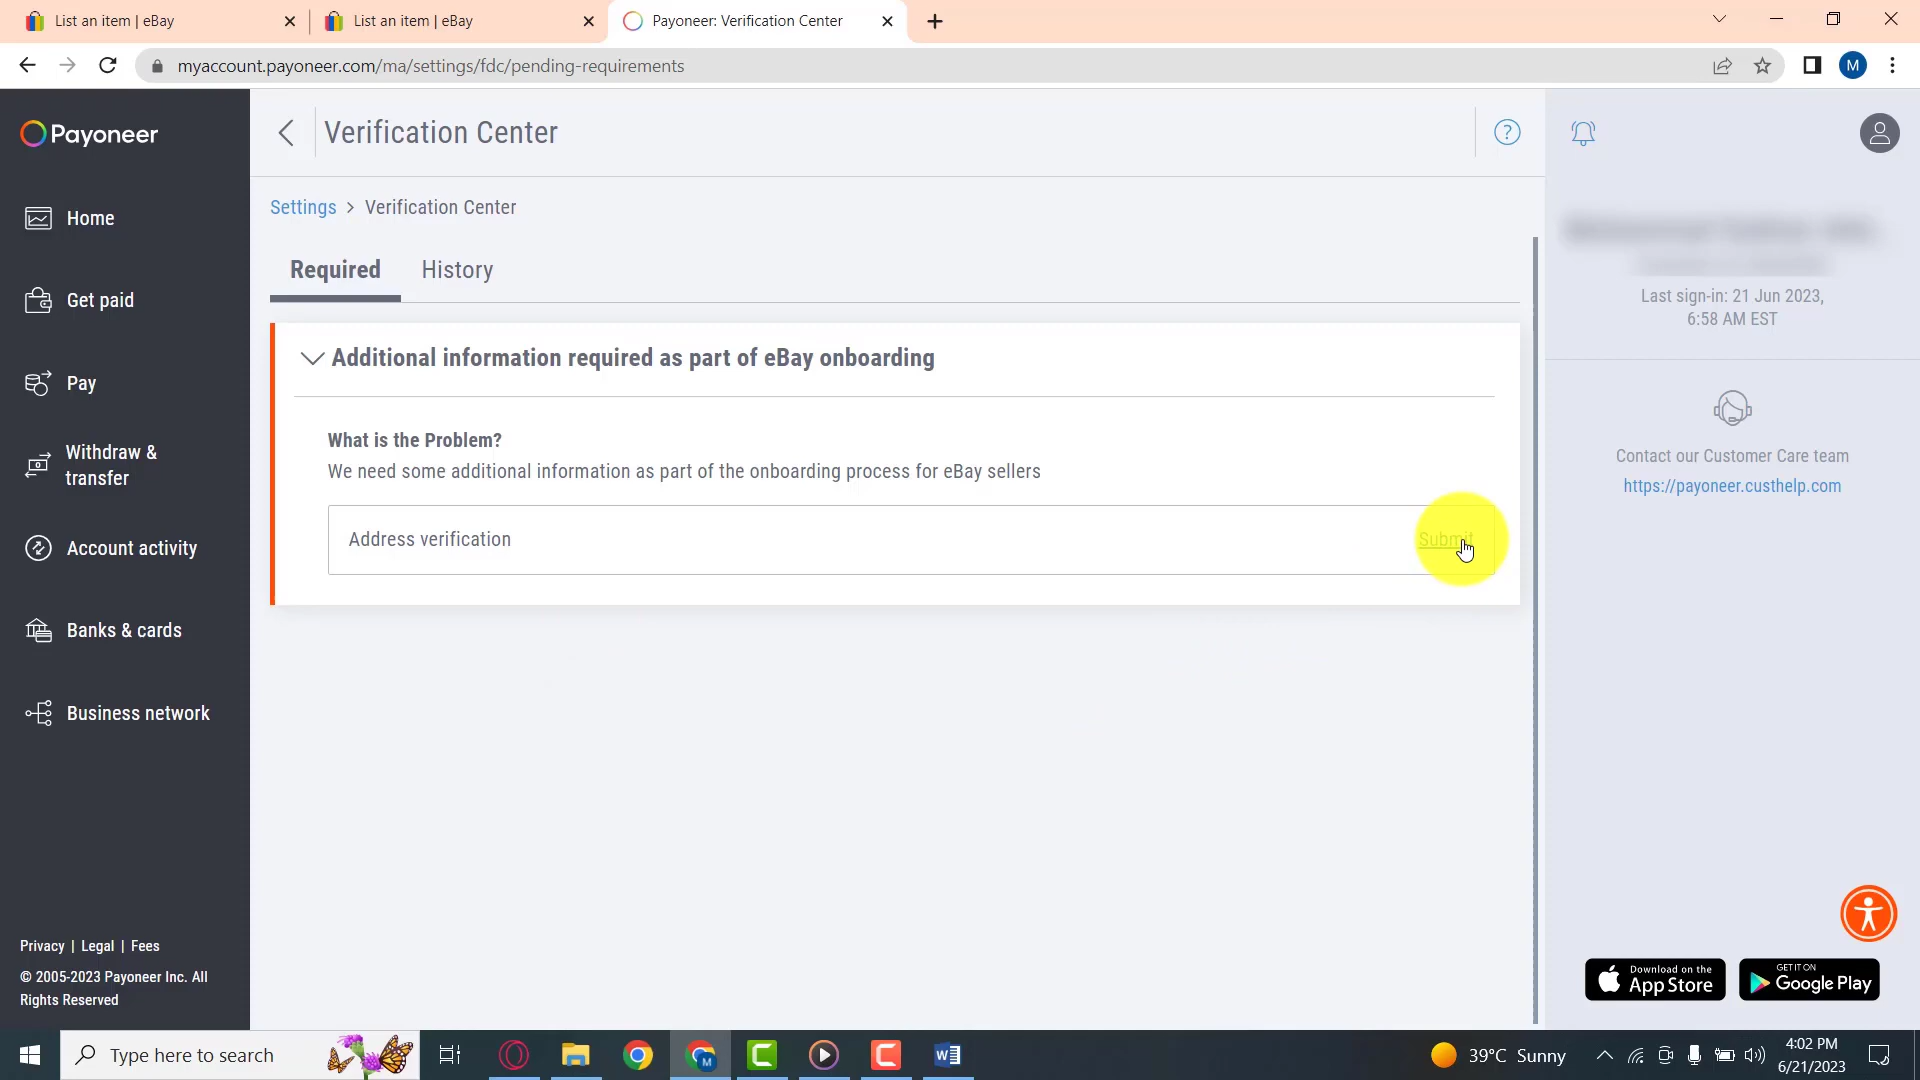 List an item | eBay
List an item | eBay
Payoneer: Verification Center
myaccount.payoneer.com/ma/settings/fdc/pending-requirements
M
Payoneer
Verification Center
?
Home
Settings > Verification Center
Required
History
Last sign-in: 21 Jun 2023,
6:58 AM EST
Get paid
Additional information required as part of eBay onboarding
Pay
What is the Problem?
We need some additional information as part of the onboarding process for eBay sellers
Withdraw &
transfer
Contact our Customer Care team
https://payoneer.custhelp.com
Address verification
Submit
Account activity
Banks & cards
Business network
Privacy | Legal | Fees
© 2005-2023 Payoneer Inc. All
Rights Reserved
Download on the
App Store
GET IT ON
Google Play
Type here to search
M
39°C Sunny
4:02 PM
6/21/2023